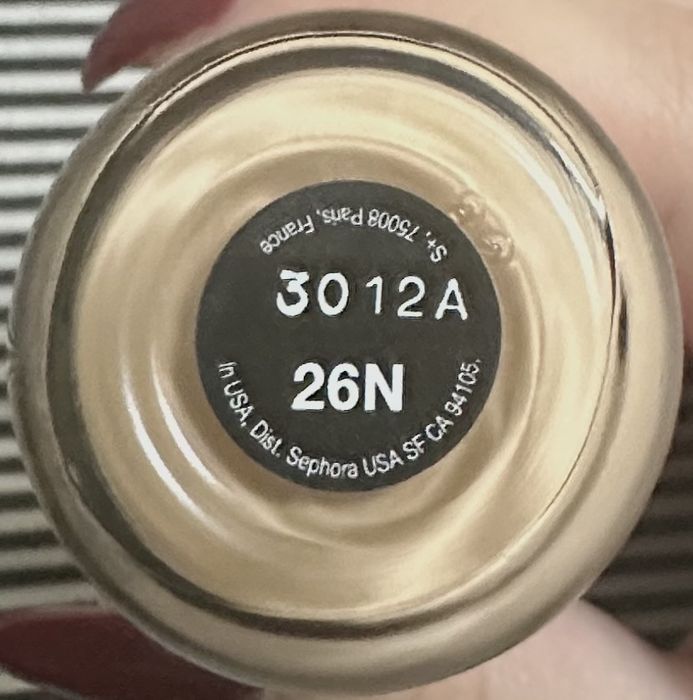 S+, 75008 Paris, France
3012A
26N
In USA, Dist. Sephora USA SF CA 94105,